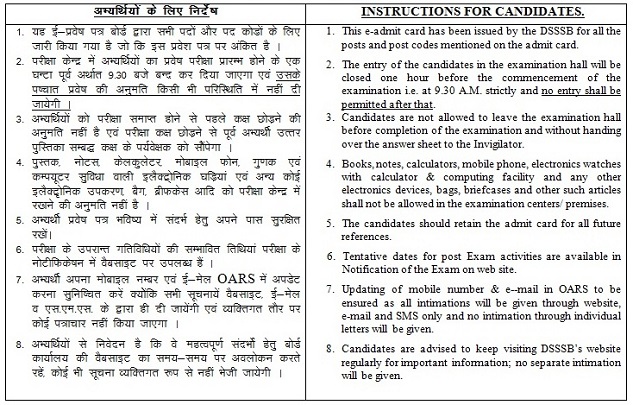 अभ्यर्थियों के लिए निर्देष
1. यह ई–प्रवेष पत्र बोर्ड द्वारा सभी पदों और पद कोडों के लिए
जारी किया गया है जो कि इस प्रवेश पत्र पर अंकित है ।
2. परीक्षा केन्द्र में अभ्यर्थियों का प्रवेष परीक्षा प्रारम्भ होने के एक
घन्टा पूर्व अर्थात 9.30 बजे बन्द कर दिया जाएगा एवं उसके
पष्चात प्रवेष की अनुमति किसी भी परिस्थिति में नहीं दी
जायेगी ।
3. अभ्यर्थियों को परीक्षा समाप्त होने से पहले कक्ष छोड़ने की
अनुमति नहीं है एवं परीक्षा कक्ष छोड़ने से पूर्व अभ्यर्थी उत्तर
पुस्तिका सम्बद्ध कक्ष के पर्यवेक्षक को सौंपेगा ।
4. पुस्तक, नोटस, केलकुलेटर, मोबाइल फोन, गुणक एवं
कम्पयूटर सुविधा वाली इलैक्ट्रोनिक घड़ियां एवं अन्य कोई
इलैक्ट्रोनिक उपकरण, बैग, ब्रीफकेस आदि को परीक्षा केन्द्र में
रखने की अनुमति नहीं है ।
5. अभ्यर्थी प्रवेष पत्र भविष्य में संदर्भ हेतु अपने पास सुरक्षित
रखें।
6. परीक्षा के उपरान्त गतिविधियों की सम्भावित तिथियां परीक्षा के
नोटीफिकेषन में वैबसाइट पर उपलब्ध हैं ।
7. अभ्यर्थी अपना मोबाइल नम्बर एवं ई–मेल OARS में अपडेट
करना सुनिष्चित करें क्योंकि सभी सूचनायें वैबसाइट, ई–मेल
व एस.एम.एस. के द्वारा ही दी जायेंगी एवं व्यक्तिगत तौर पर
कोई पत्राचार नहीं किया जाएगा ।
8. अभ्यर्थियों से निवेदन है कि वे महत्वपूर्ण संदर्भो हेतु बोर्ड
कार्यालय की वैबसाइट का समय–समय पर अवलोकन करते
रहें, कोई भी सूचना व्यक्तिगत रूप से नहीं भेजी जायेगी ।
INSTRUCTIONS FOR CANDIDATES.
1. This e-admit card has been issued by the DSSSB for all the
posts and post codes mentioned on the admit card.
2. The entry of the candidates in the examination hall will be
closed one hour before the commencement of the
examination i.e. at 9.30 A.M. strictly and no entry shall be
permitted after that.
3. Candidates are not allowed to leave the examination hall
before completion of the examination and without handing
over the answer sheet to the Invigilator.
4. Books, notes, calculators, mobile phone, electronics watches
with calculator & computing facility and any other
electronics devices, bags, briefcases and other such articles
shall not be allowed in the examination centers/ premises.
5. The candidates should retain the admit card for all future
references.
6. Tentative dates for post Exam activities are available in
Notification of the Exam on web site.
7. Updating of mobile number & e--mail in OARS to be
ensured as all intimations will be given through website,
e-mail and SMS only and no intimation through individual
letters will be given.
8. Candidates are advised to keep visiting DSSSB's website
regularly for important information; no separate intimation
will be given.